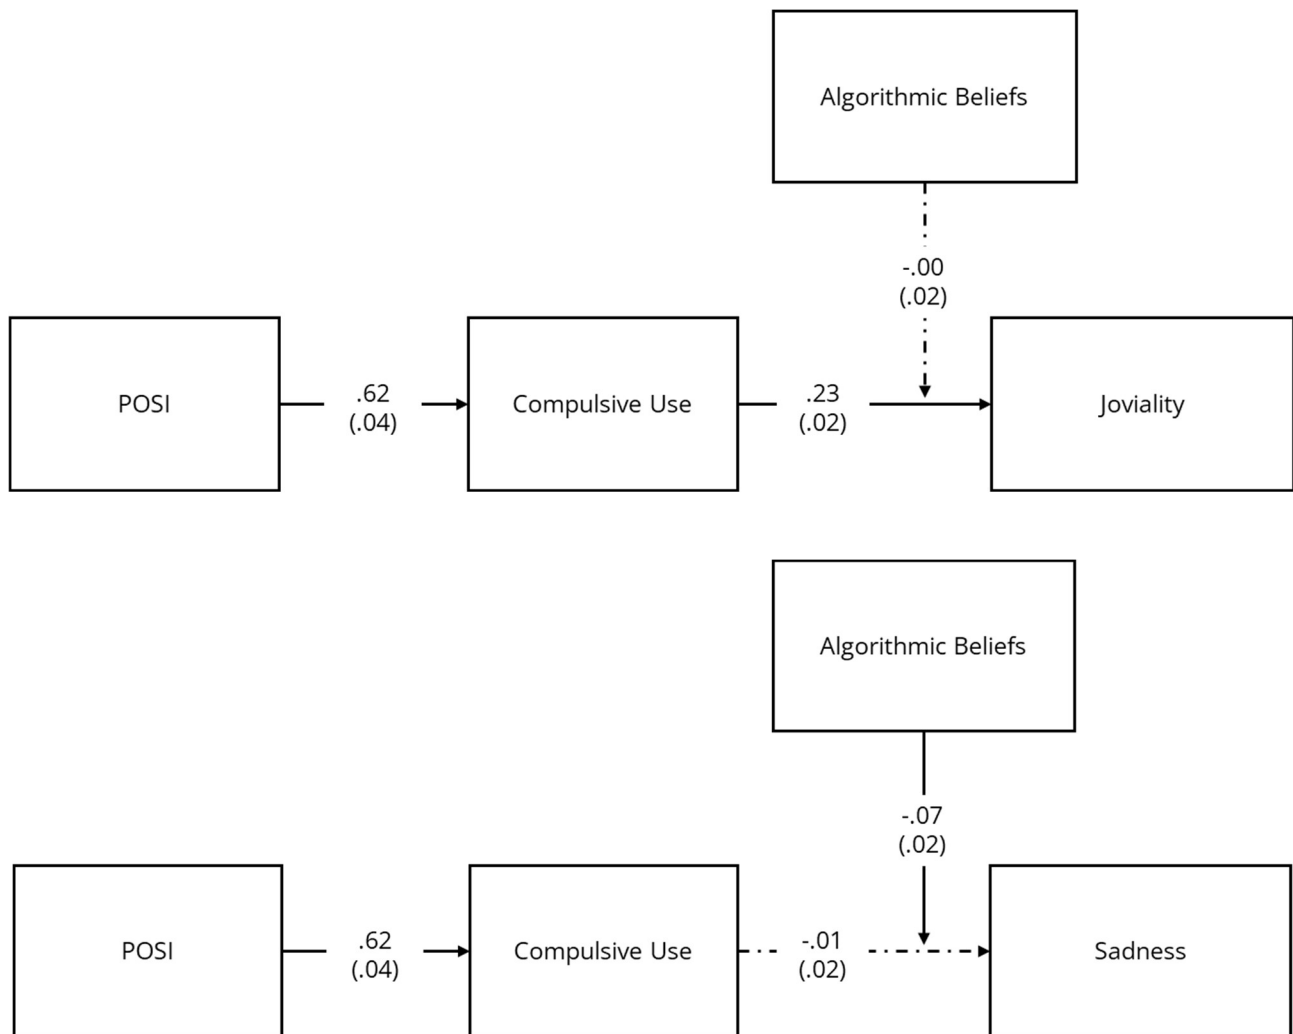 Algorithmic Beliefs
-.00
(.02)
POSI
.62
(.04)
Compulsive Use
.23
(.02)
Joviality
Algorithmic Beliefs
-.07
(.02)
POSI
.62
(.04)
Compulsive Use
-.01
(.02)
Sadness